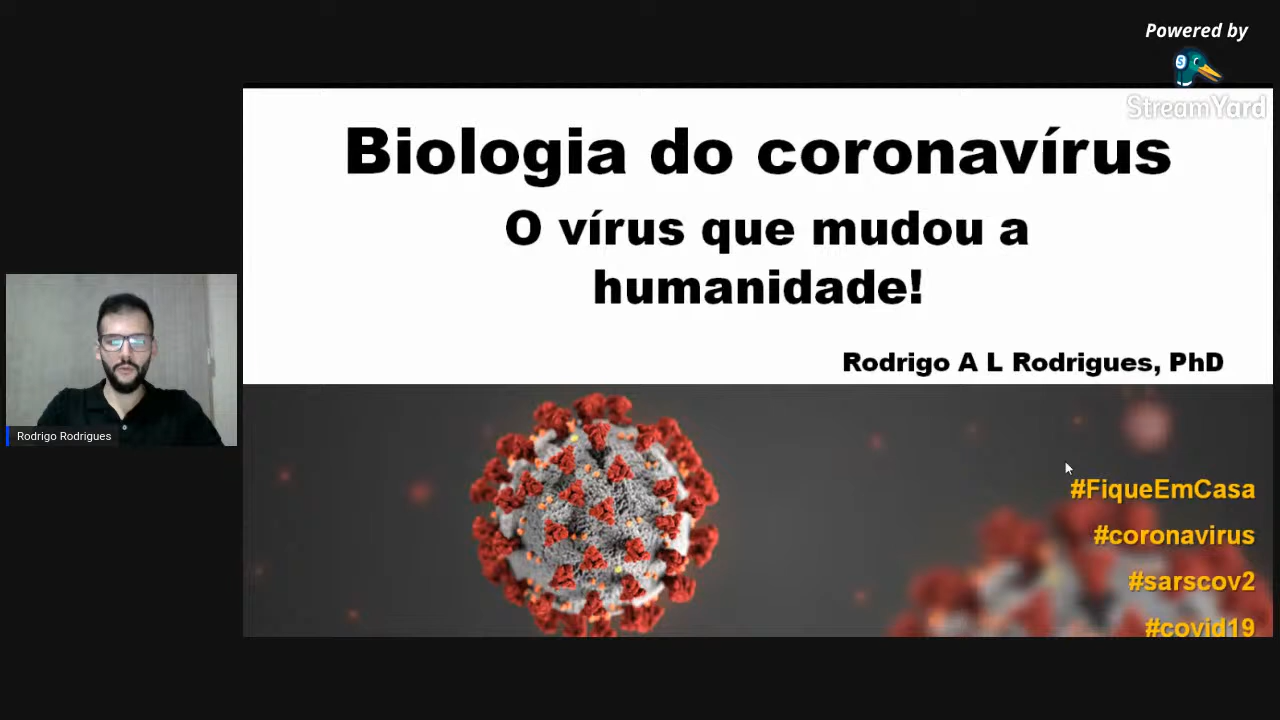 Powered by
StreamYard
Biologia do coronavírus
O vírus que mudou a
humanidade!
Rodrigo A L Rodrigues, PhD
Rodrigo Rodrigues
#FiqueEmCasa
#coronavirus
#sarscov2
#covid19